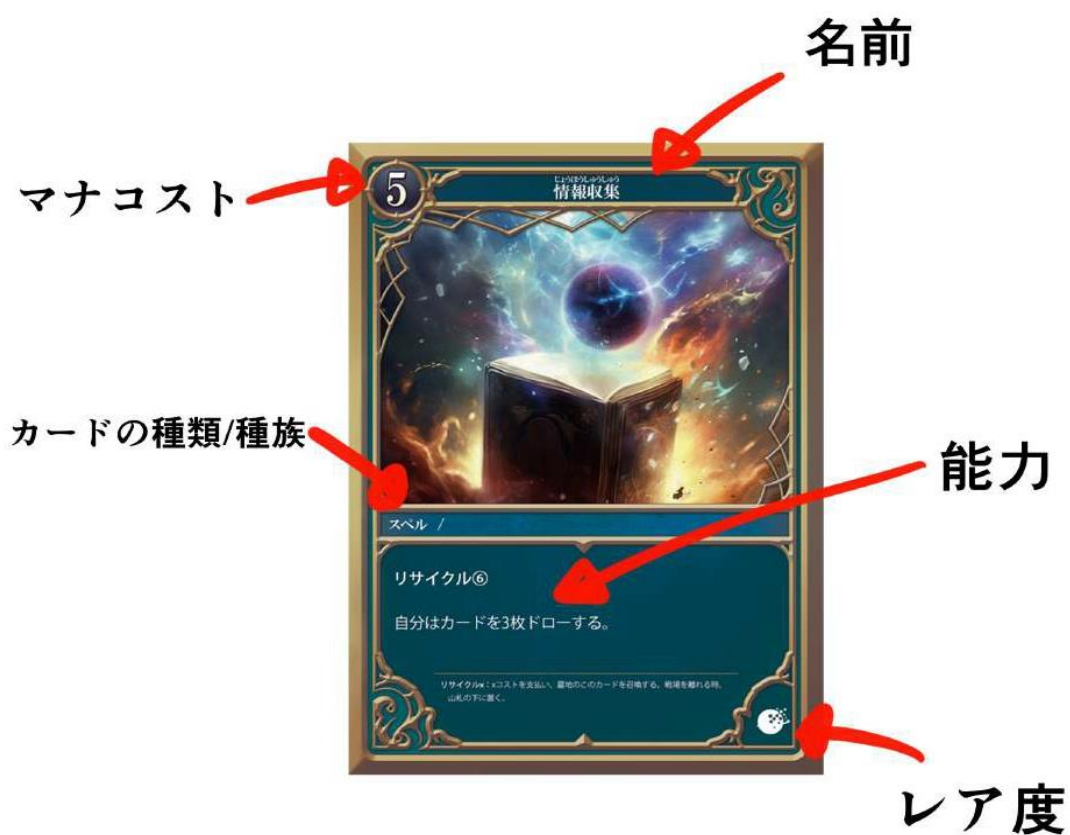 名前
マナコスト
5
じょうほうしゅうしゅう
情報収集
カードの種類/種族
能力
スペル /
リサイクル⑥
自分はカードを3枚ドローする。
リサイクルx：xコストを支払い、墓地のこのカードを召喚する。戦場を離れる時、
山札の下に置く。
レア度